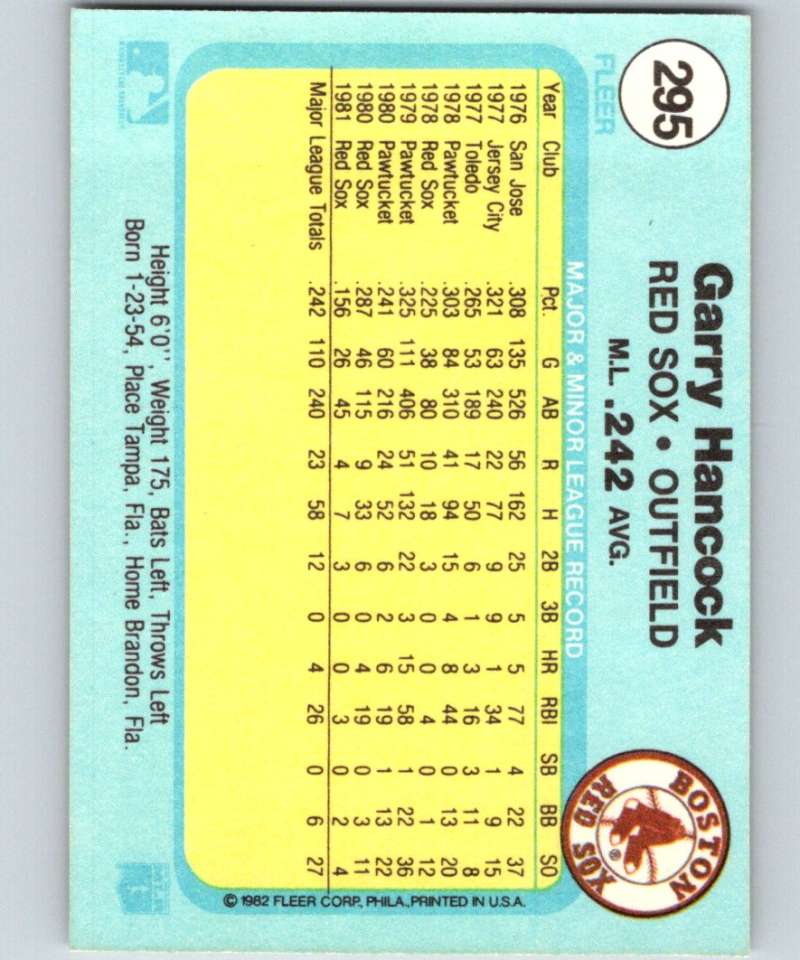 295
FLEER
Garry Hancock
RED SOX • OUTFIELD
M.L. .242 AVG.
BOSTON
RED SOX
®
MAJOR & MINOR LEAGUE RECORD
Year Club Pct. G AB R H 2B 3B HR RBI SB BB SO
1976 San Jose .308 135 526 56 162 25 5 5 77 4 22 37
1977 Jersey City .321 63 240 22 77 9 9 1 34 1 9 15
1977 Toledo .265 53 189 17 50 6 1 3 16 3 11 8
1978 Pawtucket .303 84 310 41 94 15 4 8 44 0 13 20
1978 Red Sox .225 38 80 10 18 3 0 0 4 0 1 12
1979 Pawtucket .325 111 406 51 132 22 3 15 58 1 22 36
1980 Pawtucket .241 60 216 24 52 6 2 6 19 1 13 22
1980 Red Sox .287 46 115 9 33 6 0 4 19 0 3 11
1981 Red Sox .156 26 45 4 7 3 0 0 3 0 2 4
Major League Totals .242 110 240 23 58 12 0 4 26 0 6 27
© 1982 FLEER CORP., PHILA., PRINTED IN U.S.A.
Height 6'0'', Weight 175, Bats Left, Throws Left
Born 1-23-54, Place Tampa, Fla., Home Brandon, Fla.